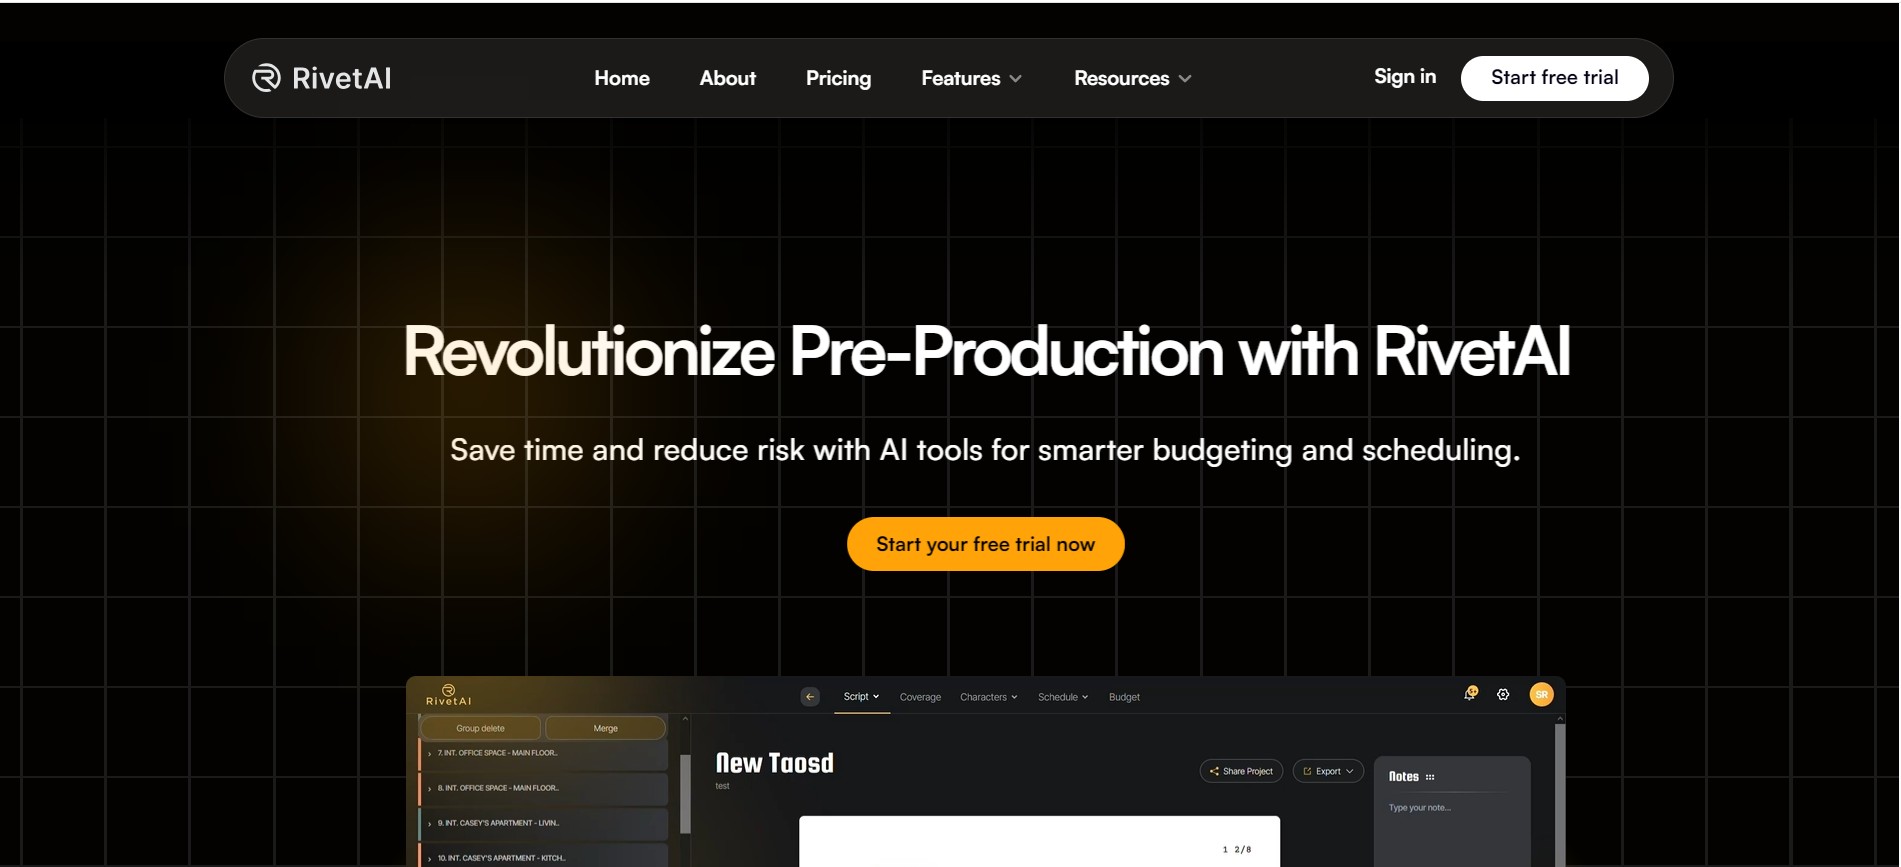 RivetAI
Home About Pricing Features Resources
Sign in Start free trial
Revolutionize Pre-Production with RivetAI
Save time and reduce risk with AI tools for smarter budgeting and scheduling.
Start your free trial now
RivetAI
Script Coverage Characters Schedule Budget
SR
Group delete Merge
7. INT. OFFICE SPACE - MAIN FLOOR..
8. INT. OFFICE SPACE - MAIN FLOOR..
9. INT. CASEY'S APARTMENT - LIVIN..
10. INT. CASEY'S APARTMENT - KITCH..
New Taosd
test
Share Project Export
Notes
Type your note...
1 2/8